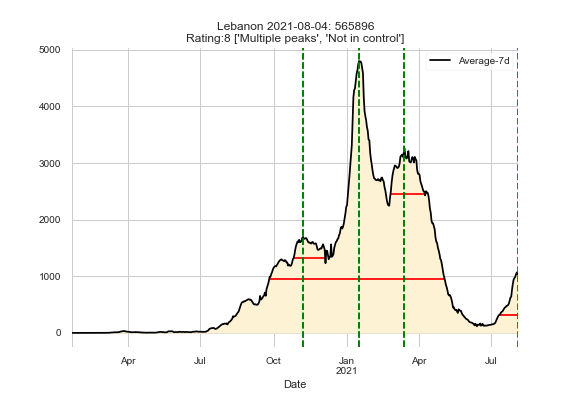 Lebanon 2021-08-04: 565896
Rating:8 ['Multiple peaks', 'Not in control']
Average-7d
5000
4000
3000
2000
1000
0
Apr Jul Oct Jan Apr Jul
2021
Date